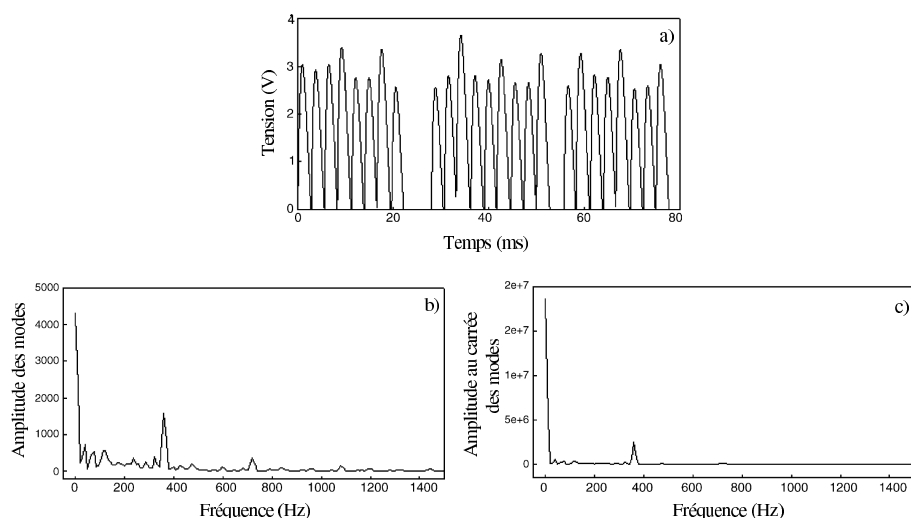 4
3
2
1
0
Tension (V)
a)
0 20 40 60 80
Temps (ms)
5000
4000
3000
2000
1000
0
Amplitude des modes
b)
0 200 400 600 800 1000 1200 1400
Fréquence (Hz)
2e+7
2e+7
1e+7
5e+6
0
Amplitude au carrée
des modes
c)
0 200 400 600 800 1000 1200 1400
Fréquence (Hz)